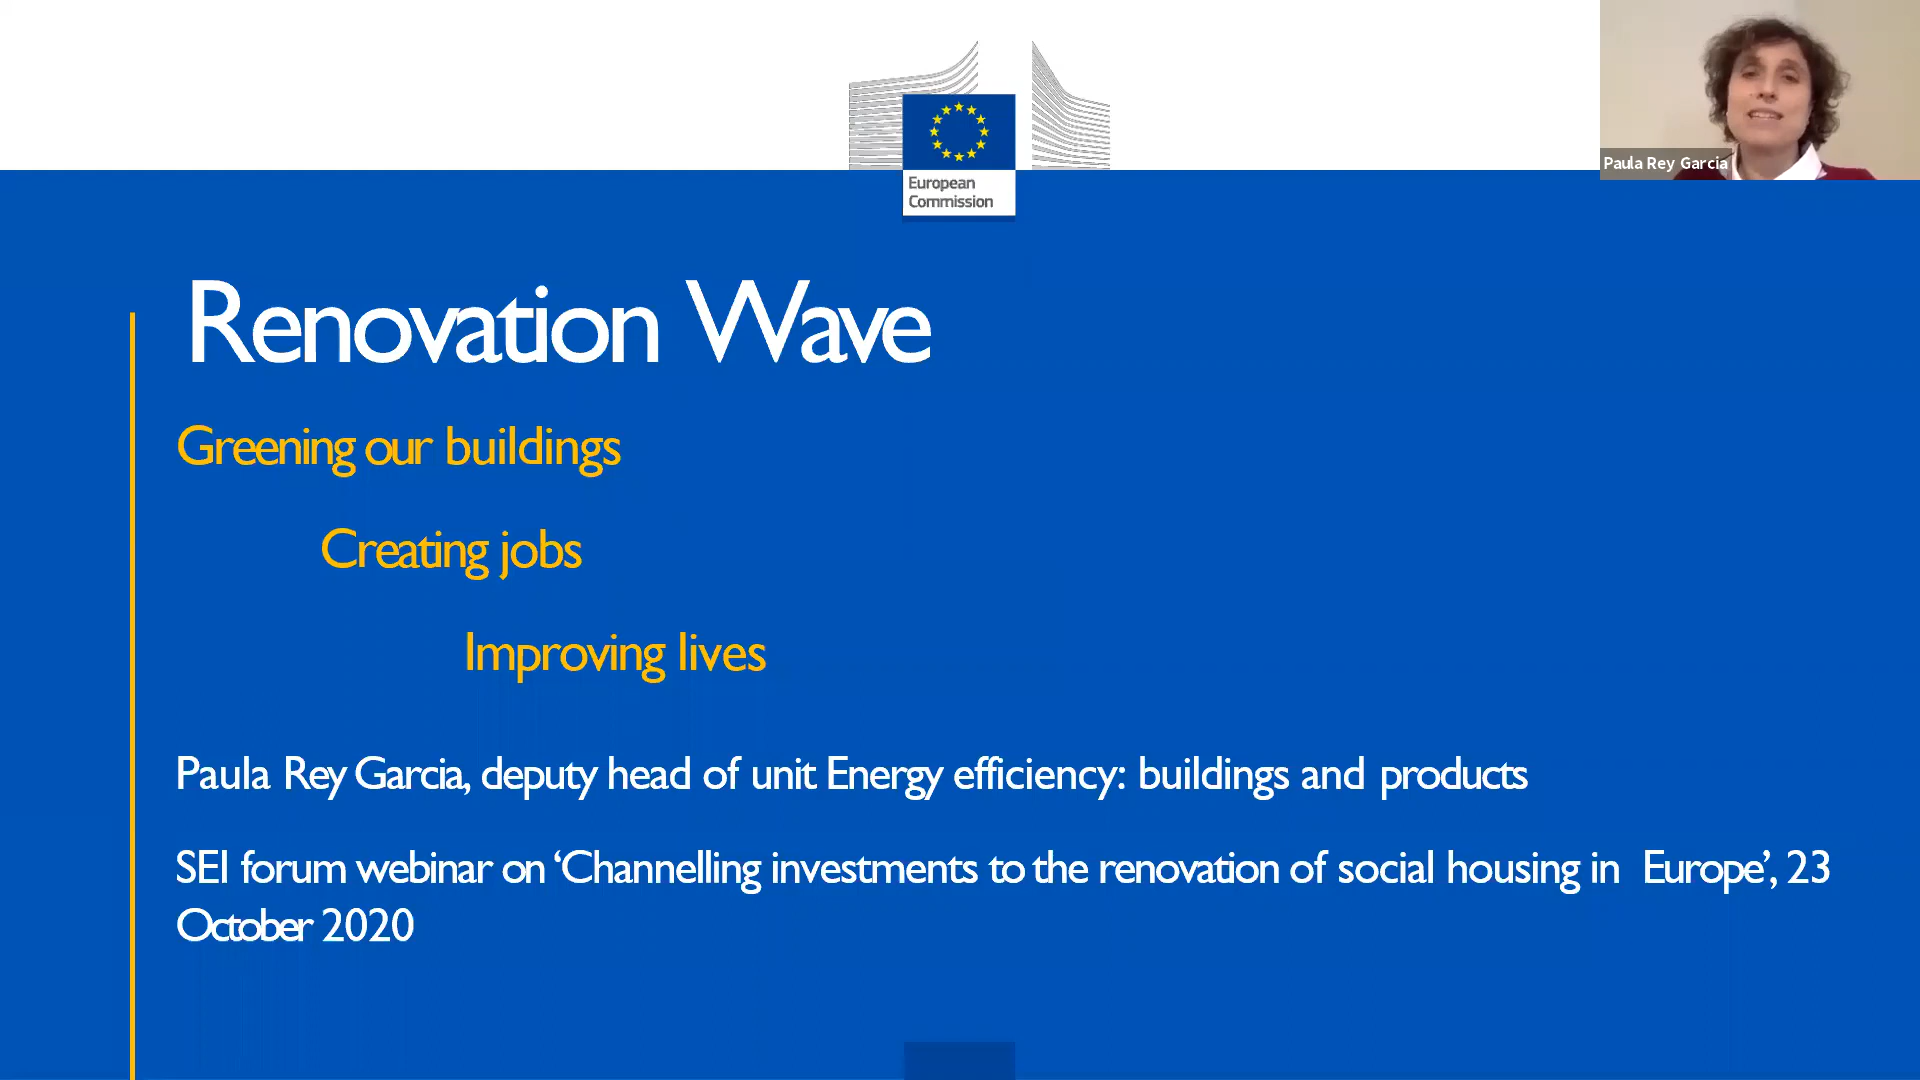 European
Commission
Paula Rey Garcia
Renovation Wave
Greening our buildings
Creating jobs
Improving lives
Paula Rey Garcia, deputy head of unit Energy efficiency: buildings and products
SEI forum webinar on ‘Channelling investments to the renovation of social housing in Europe’, 23
October 2020